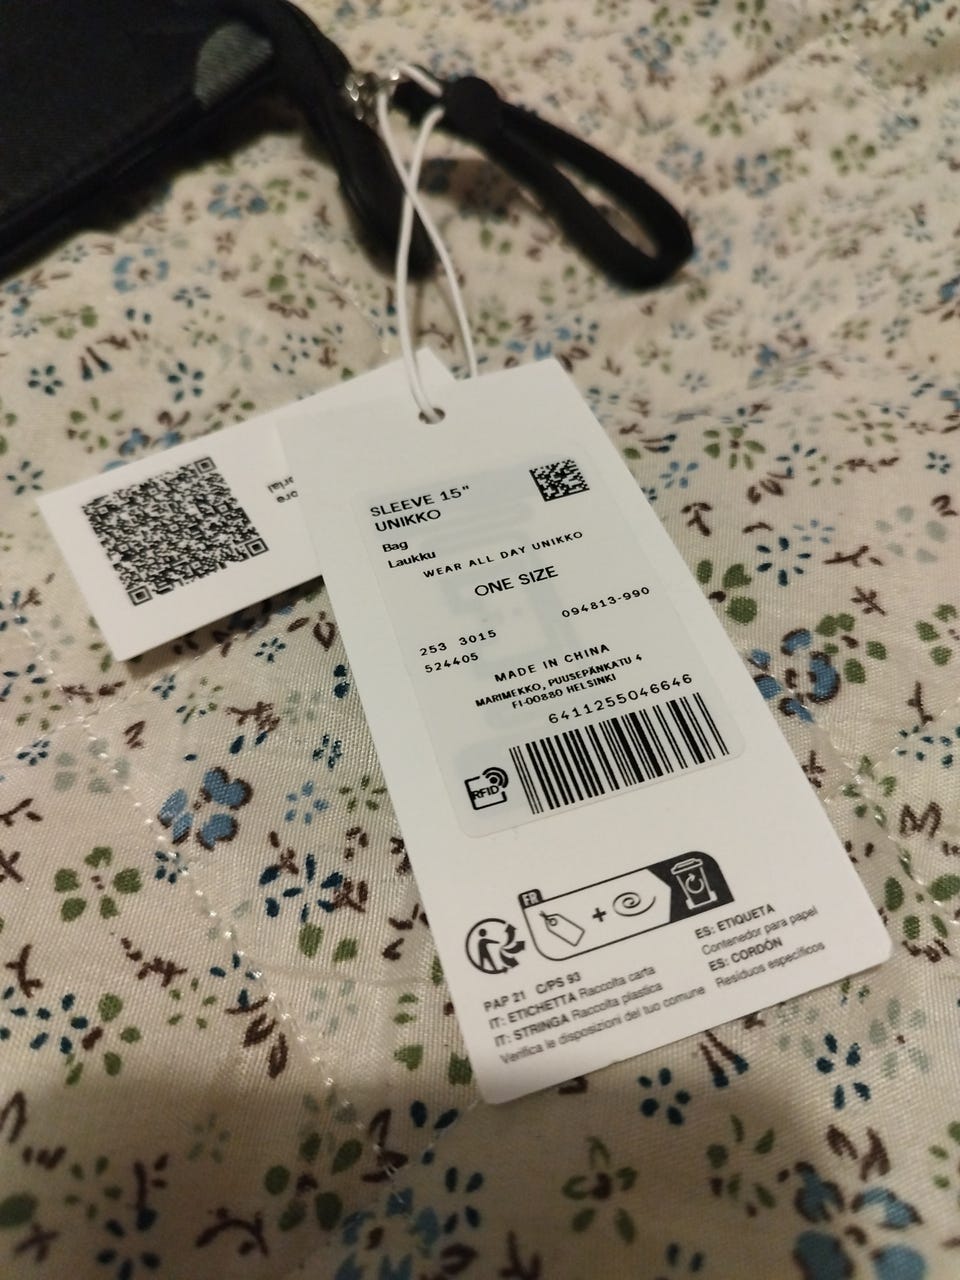 SLEEVE 15"
UNIKKO
Bag
Laukku
WEAR ALL DAY UNIKKO
ONE SIZE
094813-990
253 3015
524405
MADE IN CHINA
MARIMEKKO, PUUSEPÄNKATU 4
FI-00880 HELSINKI
6411255046646
RFID
FR
+
PAP 21 C/PS 93
IT: ETICHETTA Raccolta carta
IT: STRINGA Raccolta plastica
Verifica le disposizioni del tuo comune
ES: ETIQUETA
Contenedor para papel
ES: CORDÓN
Residuos específicos